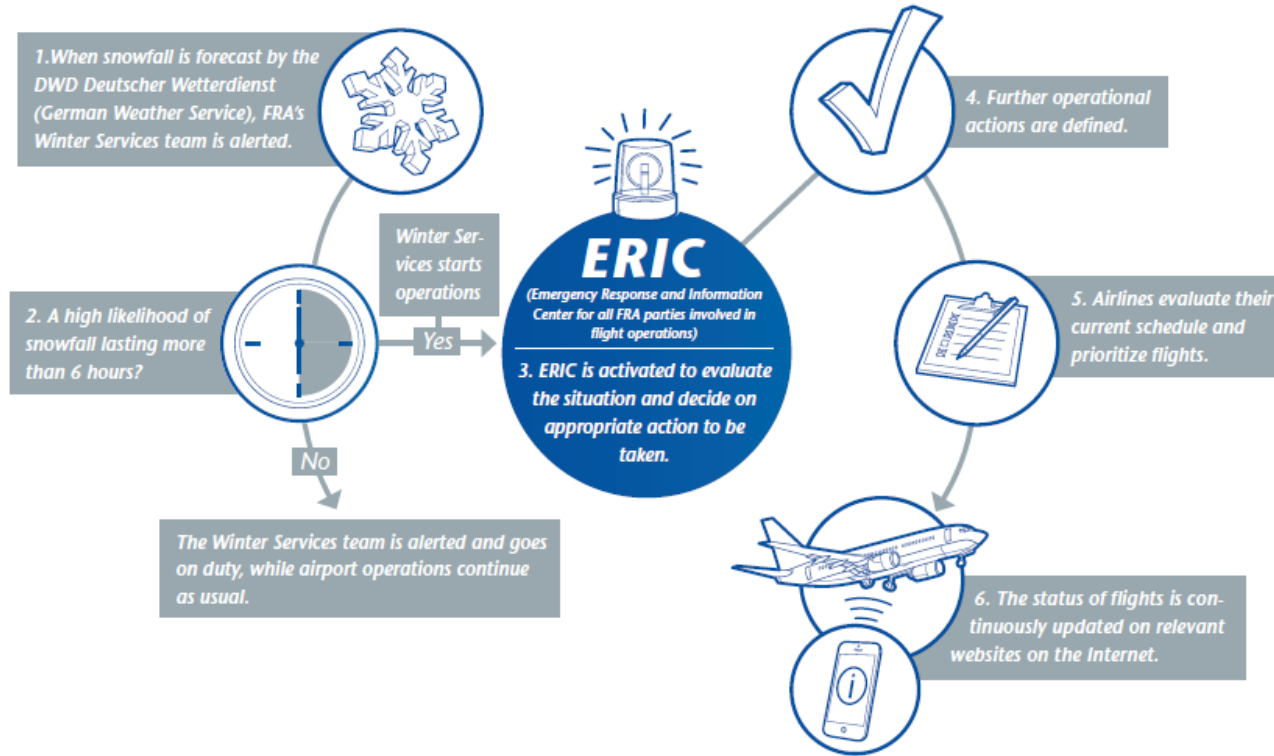 1.When snowfall is forecast by the
DWD Deutscher Wetterdienst
(German Weather Service), FRA's
Winter Services team is alerted.
2. A high likelihood of
snowfall lasting more
than 6 hours?
Winter Ser-
vices starts
operations
Yes
No
The Winter Services team is alerted and goes
on duty, while airport operations continue
as usual.
ERIC
(Emergency Response and Information
Center for all FRA parties involved in
flight operations)
3. ERIC is activated to evaluate
the situation and decide on
appropriate action to be
taken.
4. Further operational
actions are defined.
5. Airlines evaluate their
current schedule and
prioritize flights.
6. The status of flights is con-
tinuously updated on relevant
websites on the Internet.
i